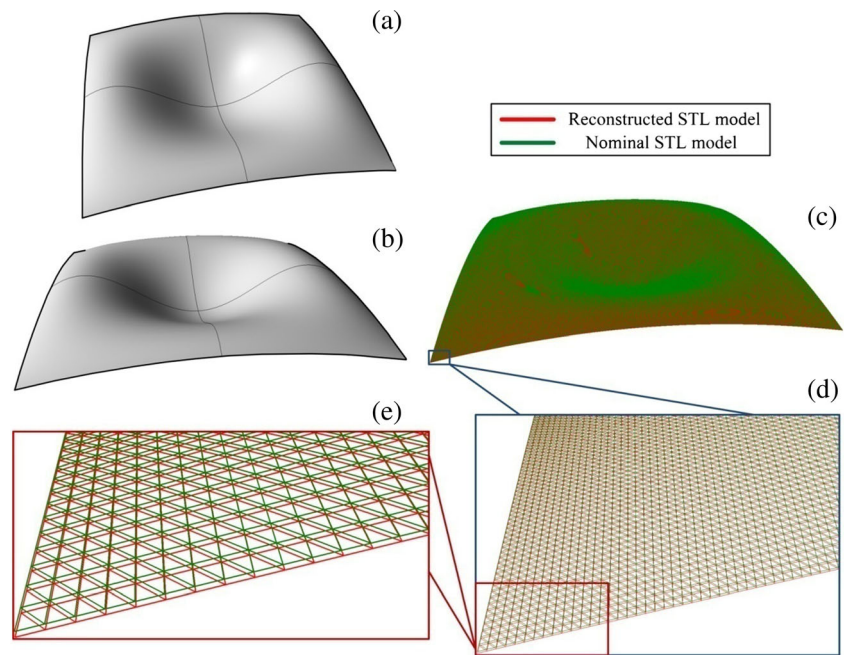 (a)
Reconstructed STL model
Nominal STL model
(b)
(c)
(d)
(e)